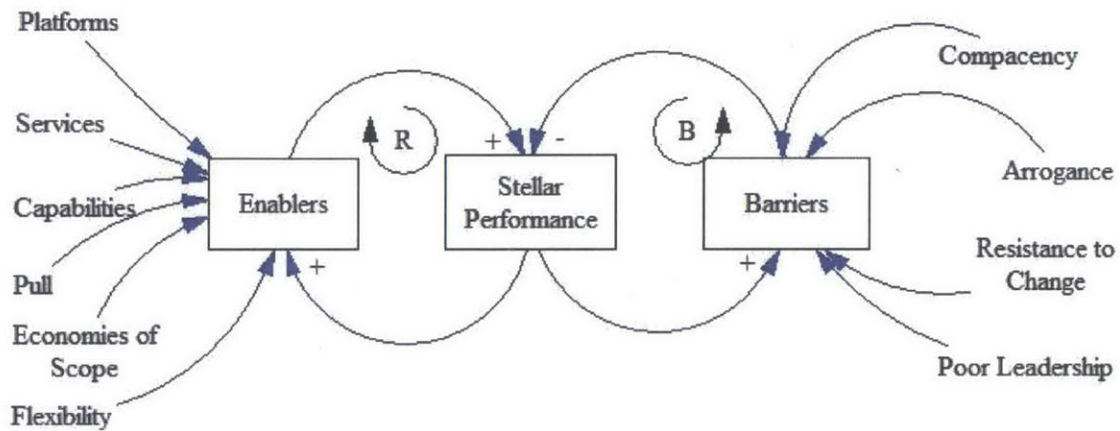 Platforms
Services
Capabilities
Pull
Economies of
Scope
Flexibility
Enablers
+
R
+
-
Stellar
Performance
B
Barriers
+
Compacency
Arrogance
Resistance to
Change
Poor Leadership